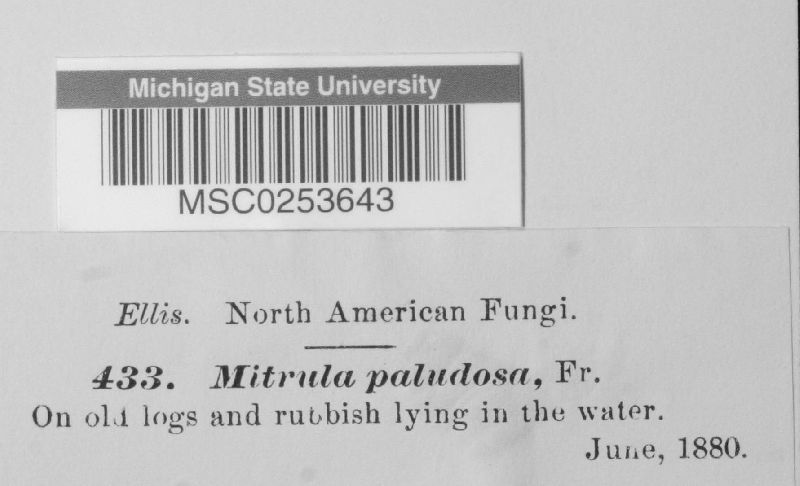 Michigan State University
MSC0253643
Ellis. North American Fungi.
433. Mitrula paludosa, Fr.
On old logs and rubbish lying in the water.
June, 1880.